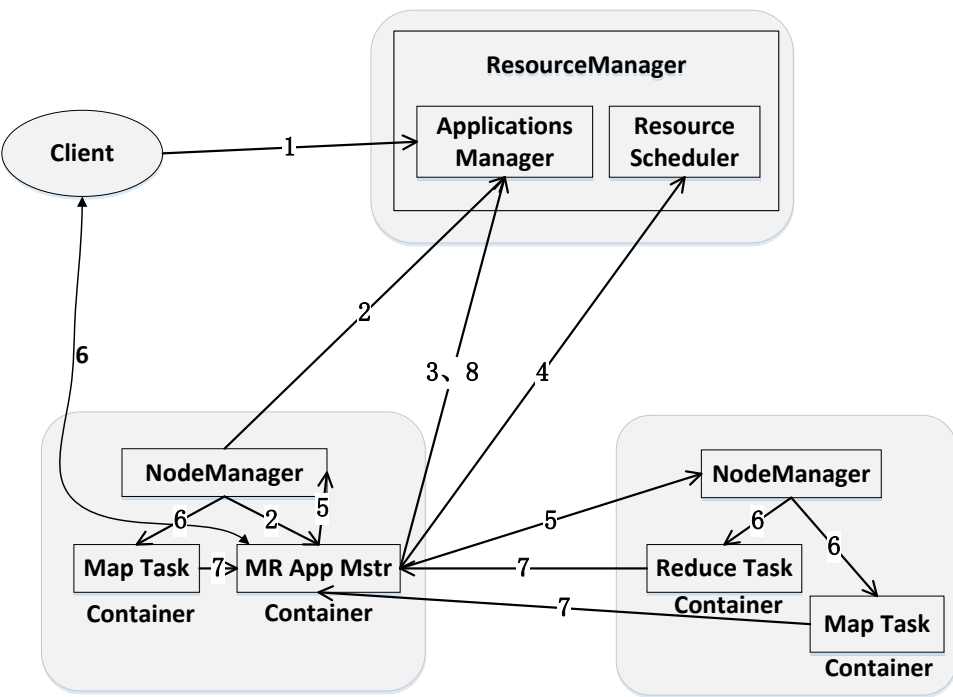 ResourceManager
Applications
Manager
Resource
Scheduler
Client
1
2
6
3、8
4
NodeManager
5
6
2
Map Task
7
MR App Mstr
Container
Container
5
7
7
NodeManager
6
6
Reduce Task
Container
Map Task
Container